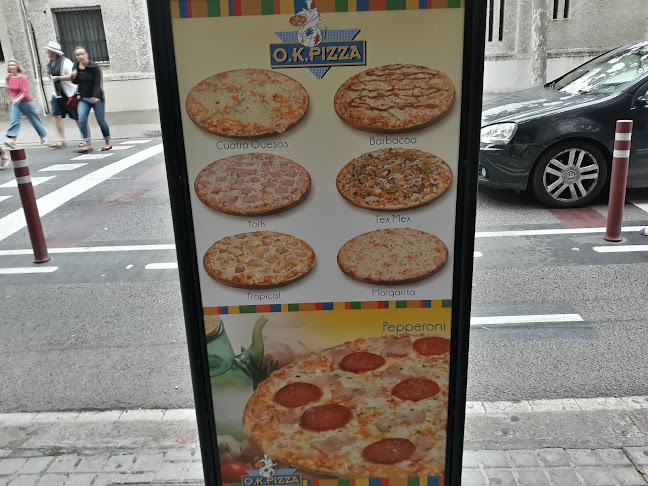 O.K. PIZZA
Cuatro Quesos
Barbacoa
York
Tex Mex
Tropical
Margarita
Pepperoni
O.K. PIZZA